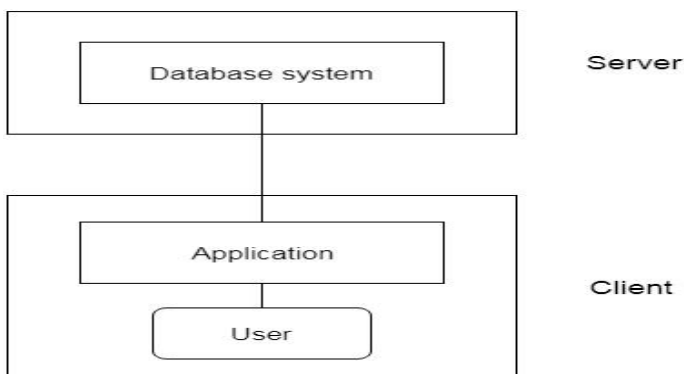 Database system
Server
Application
Client
User